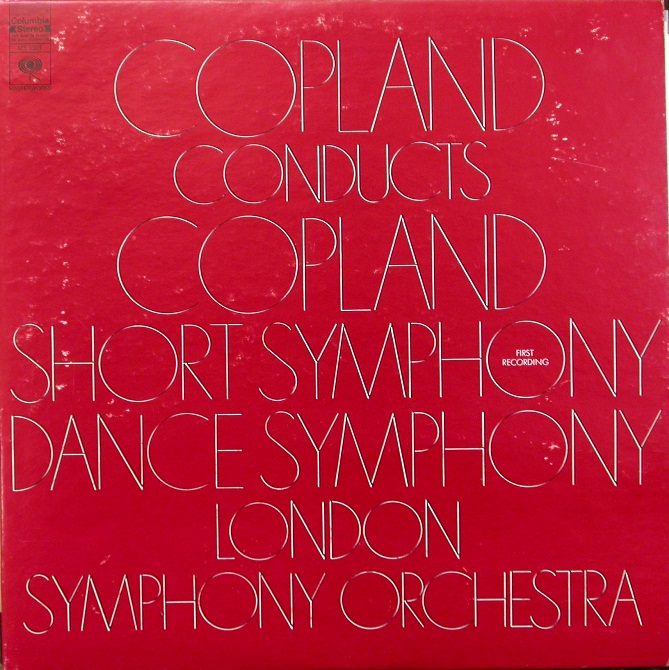 Columbia
Stereo
COPLAND
CONDUCTS
COPLAND
SHORT SYMPHONY
FIRST
RECORDING
DANCE SYMPHONY
LONDON
SYMPHONY ORCHESTRA